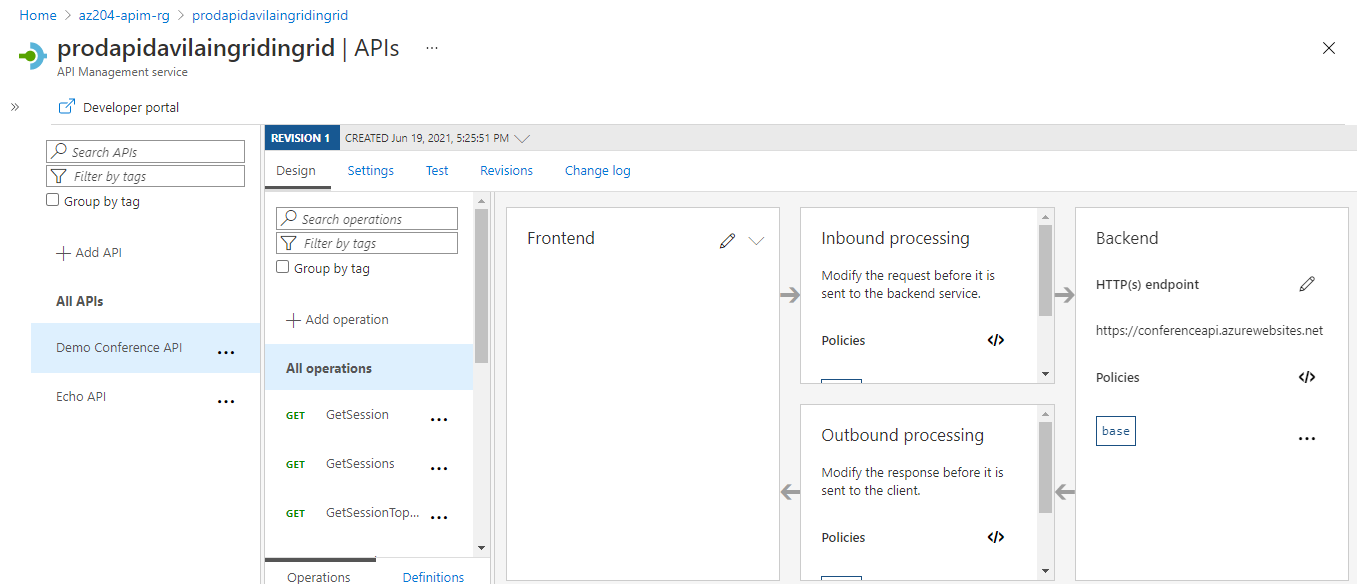 Home > az204-apim-rg > prodapidavilaingridingrid
prodapidavilaingridingrid | APIs ...
API Management service
» Developer portal
Search APIs
Filter by tags
Group by tag
+ Add API
All APIs
Demo Conference API ...
Echo API ...
REVISION 1 CREATED Jun 19, 2021, 5:25:51 PM
Design Settings Test Revisions Change log
Search operations
Filter by tags
Group by tag
+ Add operation
All operations
GET GetSession ...
GET GetSessions ...
GET GetSessionTop... ...
Operations Definitions
Frontend
Inbound processing
Modify the request before it is
sent to the backend service.
Policies </>
Outbound processing
Modify the response before it is
sent to the client.
Policies </>
Backend
HTTP(s) endpoint
https://conferenceapi.azurewebsites.net
Policies </>
base ...